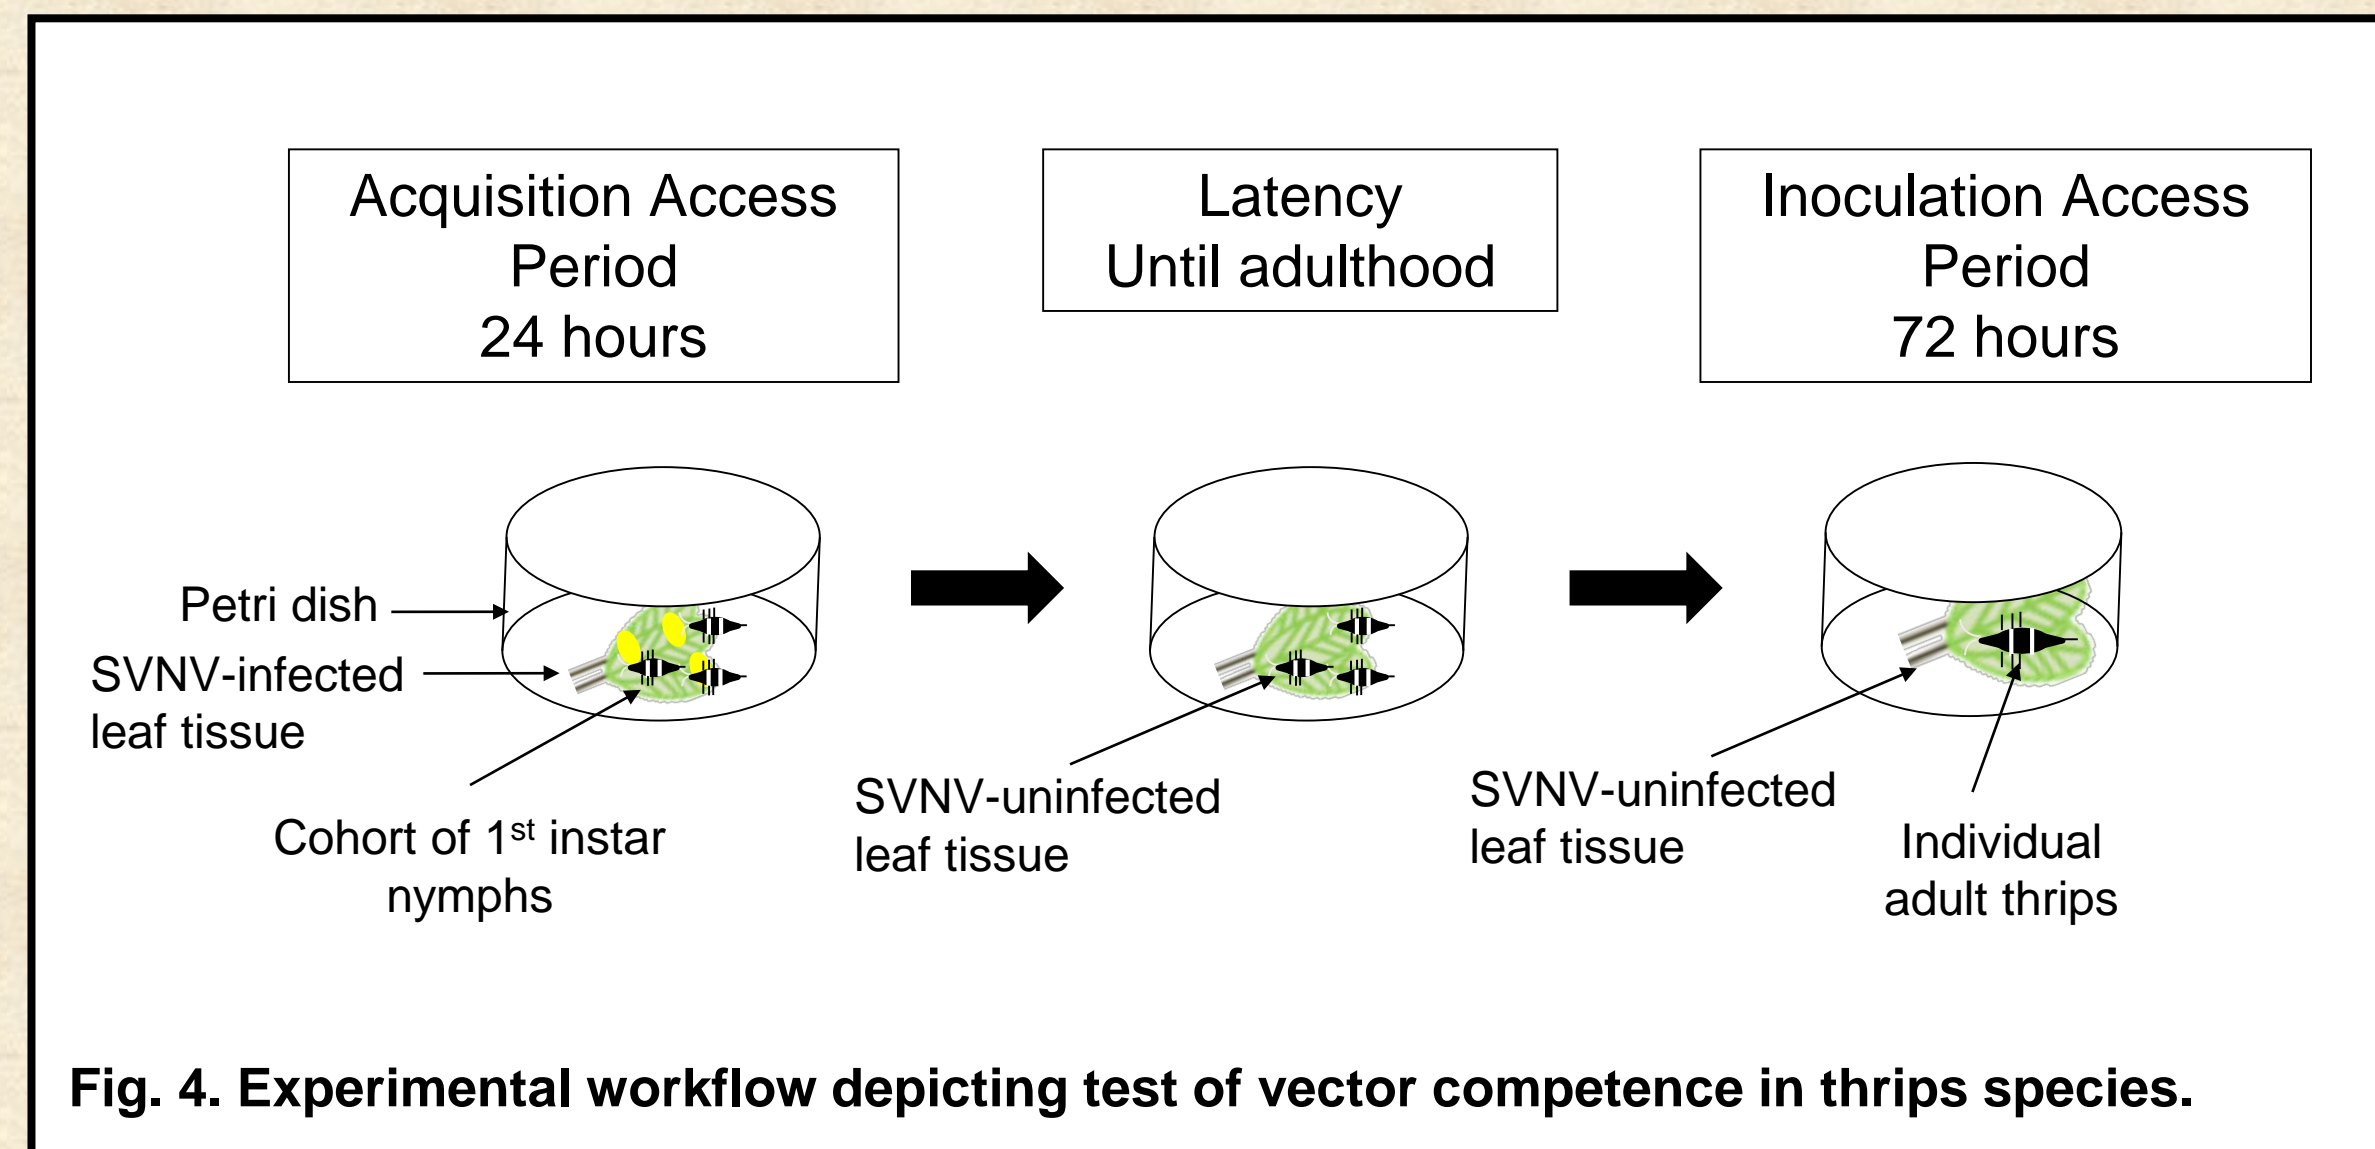 Acquisition Access
Period
24 hours
Latency
Until adulthood
Inoculation Access
Period
72 hours
Petri dish
SVNV-infected
leaf tissue
Cohort of 1st instar
nymphs
SVNV-uninfected
leaf tissue
SVNV-uninfected
leaf tissue
Individual
adult thrips
Fig. 4. Experimental workflow depicting test of vector competence in thrips species.